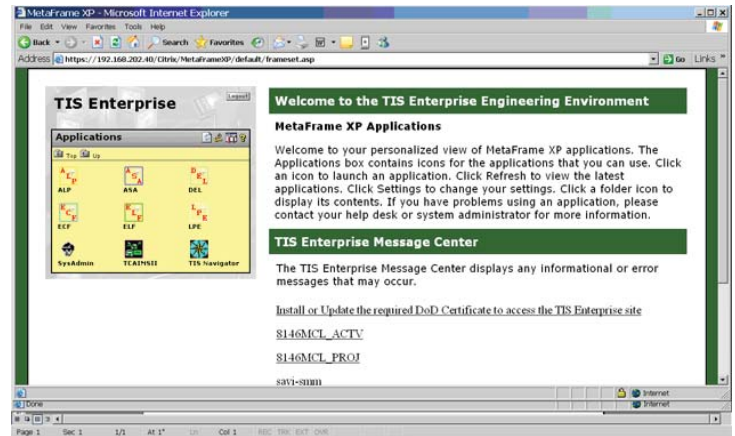 MetaFrame XP - Microsoft Internet Explorer
File Edit View Favorites Tools Help
Back Search Favorites
Address https://192.168.202.40/Citrix/MetaFrameXP/default/frameset.asp Go Links »
TIS Enterprise
Logout
Applications
Top Up
ALP ASA DEL
ECF ELF LPE
SysAdmin TCAIMSII TIS Navigator
Welcome to the TIS Enterprise Engineering Environment
MetaFrame XP Applications
Welcome to your personalized view of MetaFrame XP applications. The
Applications box contains icons for the applications that you can use. Click
an icon to launch an application. Click Refresh to view the latest
applications. Click Settings to change your settings. Click a folder icon to
display its contents. If you have problems using an application, please
contact your help desk or system administrator for more information.
TIS Enterprise Message Center
The TIS Enterprise Message Center displays any informational or error
messages that may occur.
Install or Update the required DoD Certificate to access the TIS Enterprise site
8146MCL_ACTV
8146MCL_PROJ
savi-smm
Internet
Done Internet
Page 1 Sec 1 1/1 At 1" Ln Col 1 REC TRK EXT OVR